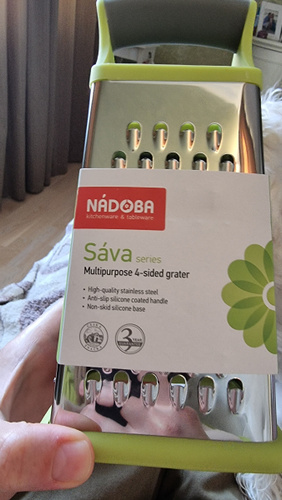 NÁDOBA
kitchenware & tableware
Sáva series
Multipurpose 4-sided grater
• High-quality stainless steel
• Anti-slip silicone coated handle
• Non-skid silicone base
3